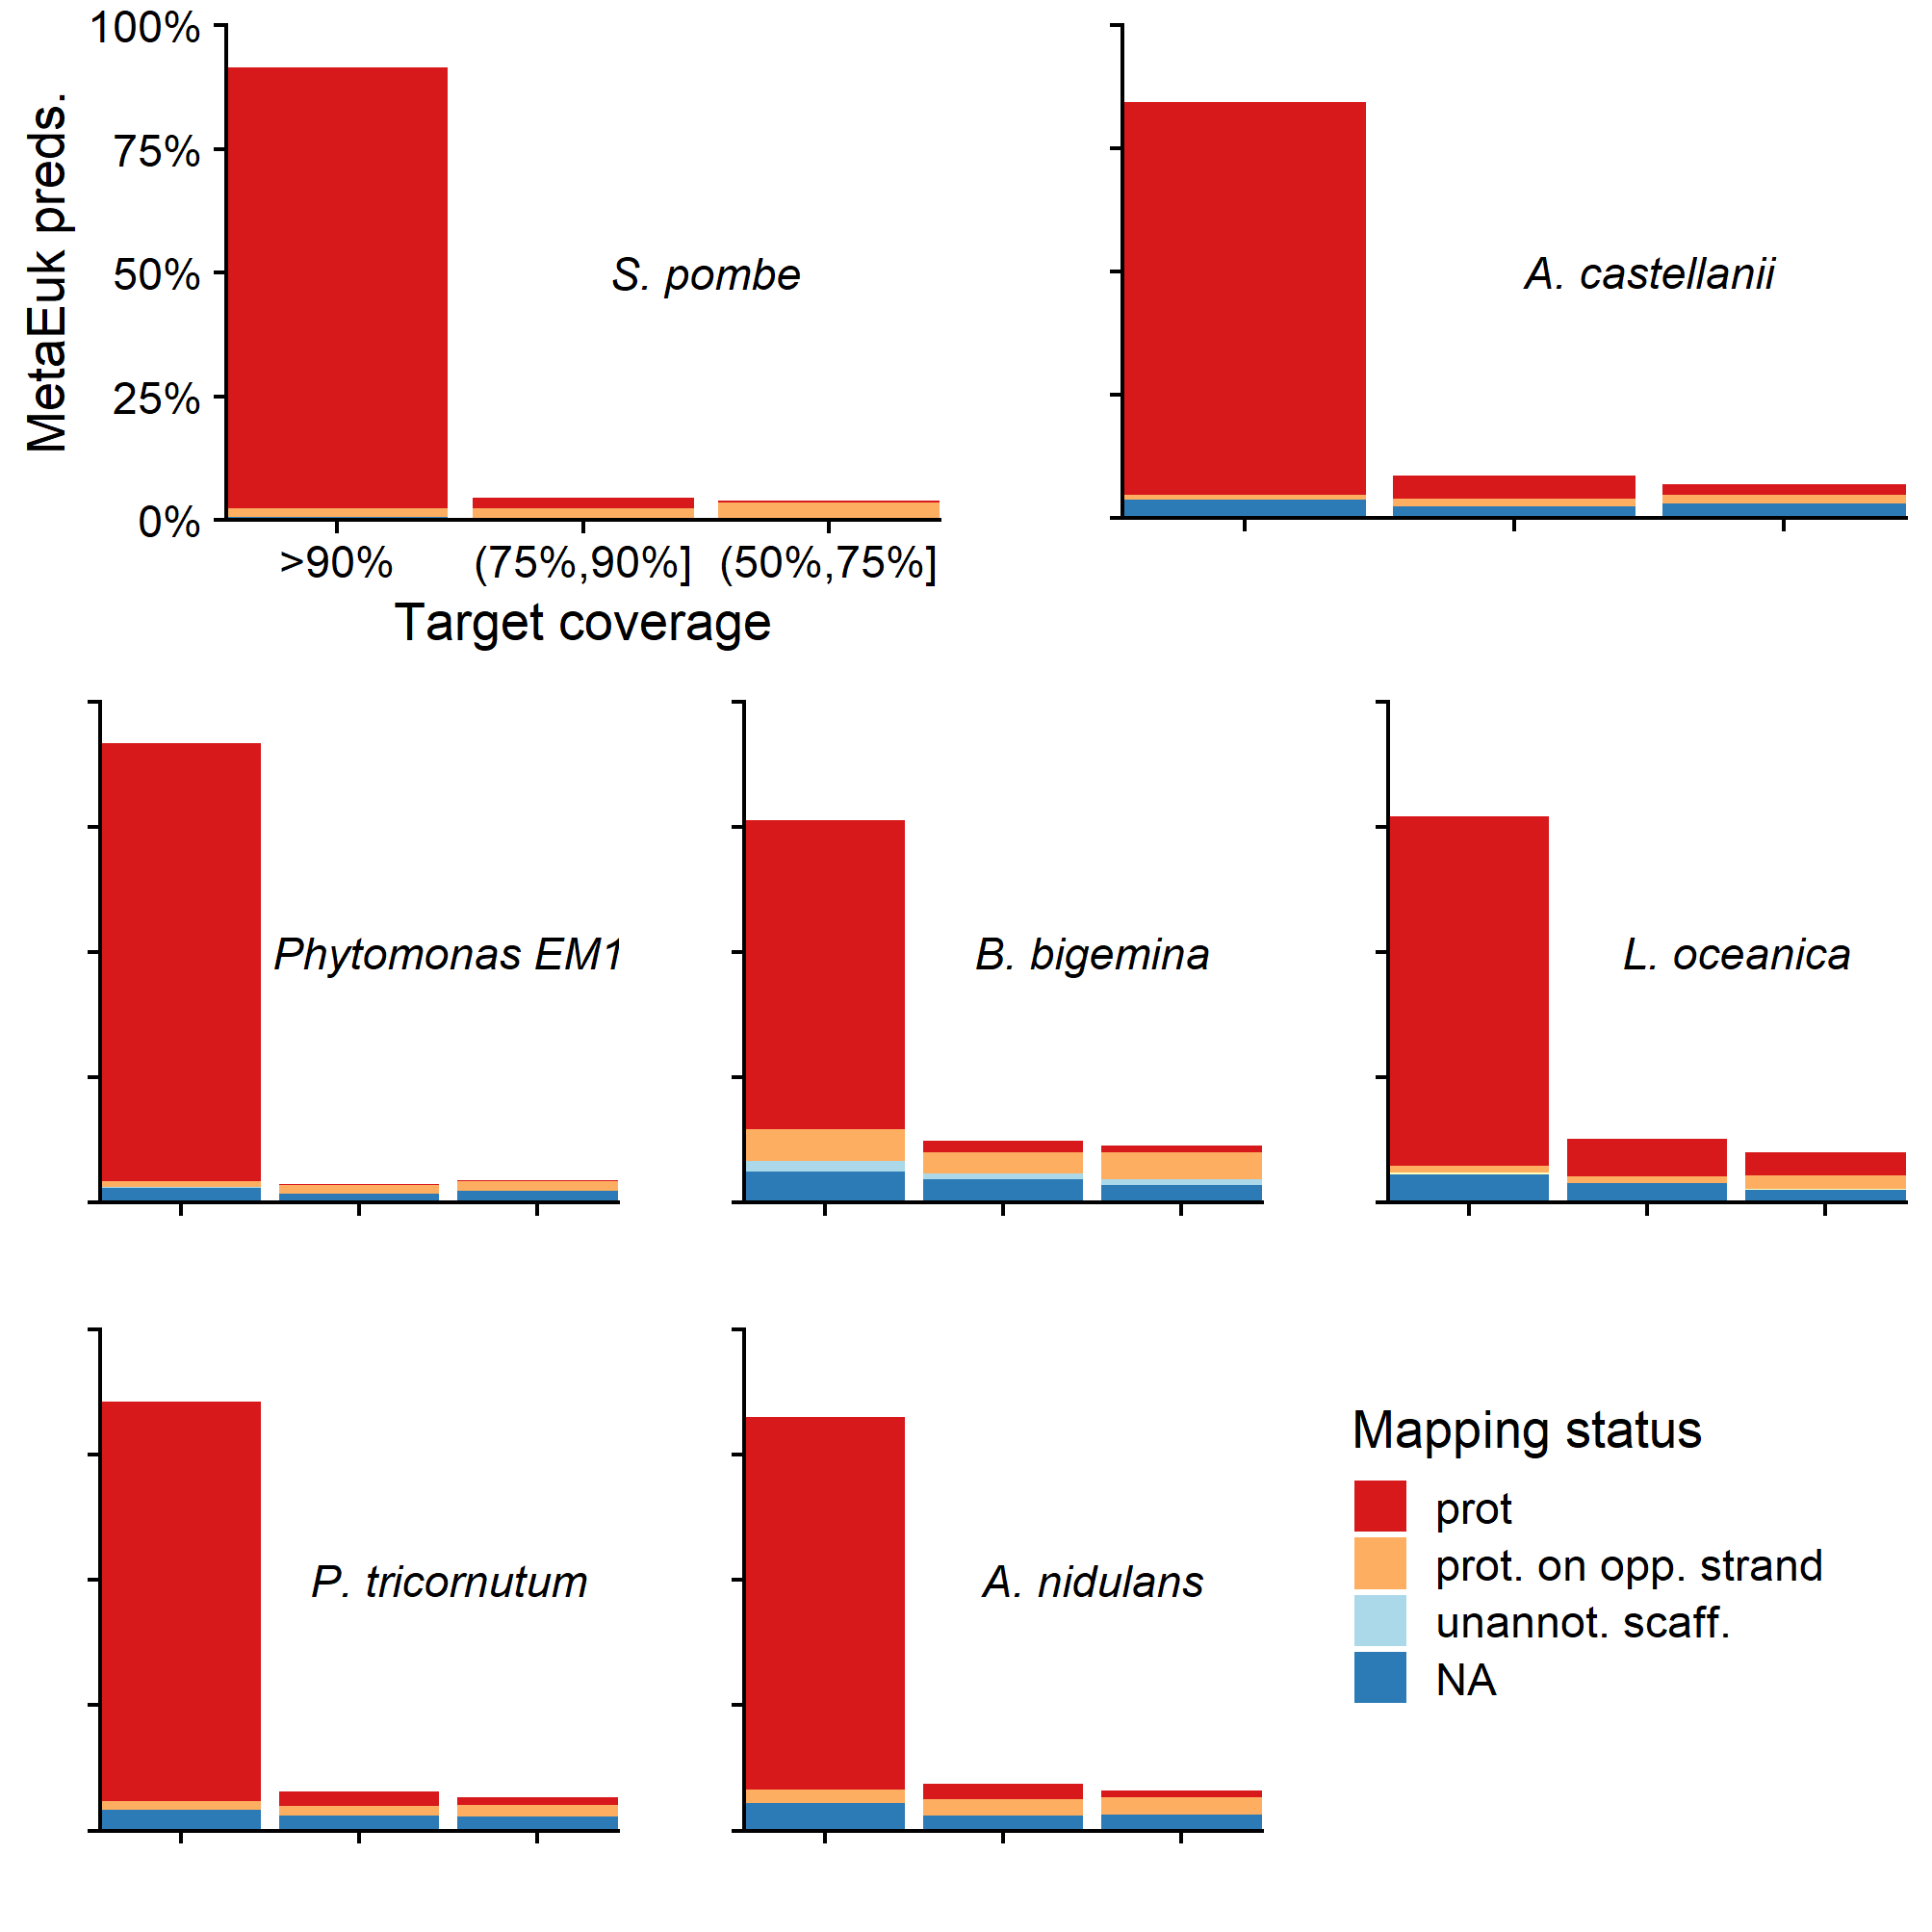 100%
75%
50%
25%
0%
MetaEuk preds.
S. pombe
>90%
(75%,90%]
(50%,75%]
Target coverage
A. castellanii
Phytomonas EM1
B. bigemina
L. oceanica
P. tricornutum
A. nidulans
Mapping status
prot
prot. on opp. strand
unannot. scaff.
NA